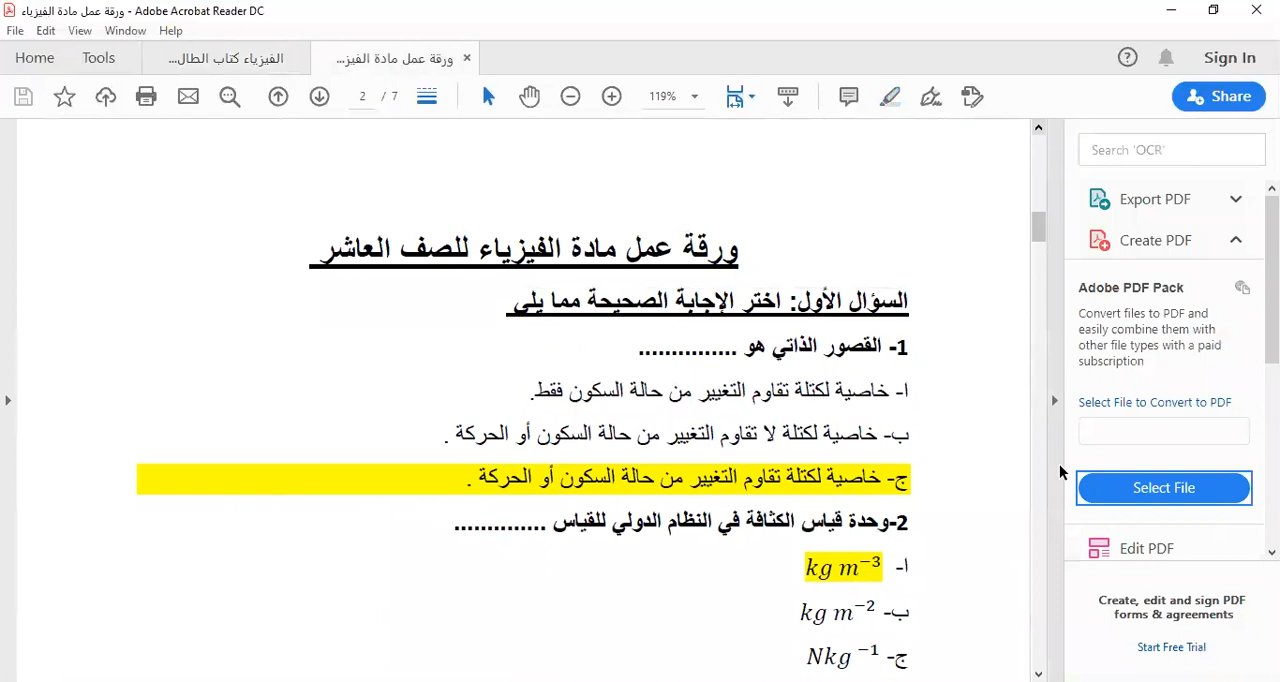 ورقة عمل مادة الفيزياء - Adobe Acrobat Reader DC
File Edit View Window Help
Home Tools الفيزياء كتاب الطال... ورقة عمل مادة الفيز... × Sign In
2 / 7 119% Share
ورقة عمل مادة الفيزياء للصف العاشر
السؤال الأول: اختر الإجابة الصحيحة مما يلي
1- القصور الذاتي هو ...............
ا- خاصية لكتلة تقاوم التغيير من حالة السكون فقط.
ب- خاصية لكتلة لا تقاوم التغيير من حالة السكون أو الحركة .
ج- خاصية لكتلة تقاوم التغيير من حالة السكون أو الحركة .
2-وحدة قياس الكثافة في النظام الدولي للقياس ..............
ا- kg m⁻³
ب- kg m⁻²
ج- Nkg ⁻¹
Search 'OCR'
Export PDF
Create PDF
Adobe PDF Pack
Convert files to PDF and
easily combine them with
other file types with a paid
subscription
Select File to Convert to PDF
Select File
Edit PDF
Create, edit and sign PDF
forms & agreements
Start Free Trial